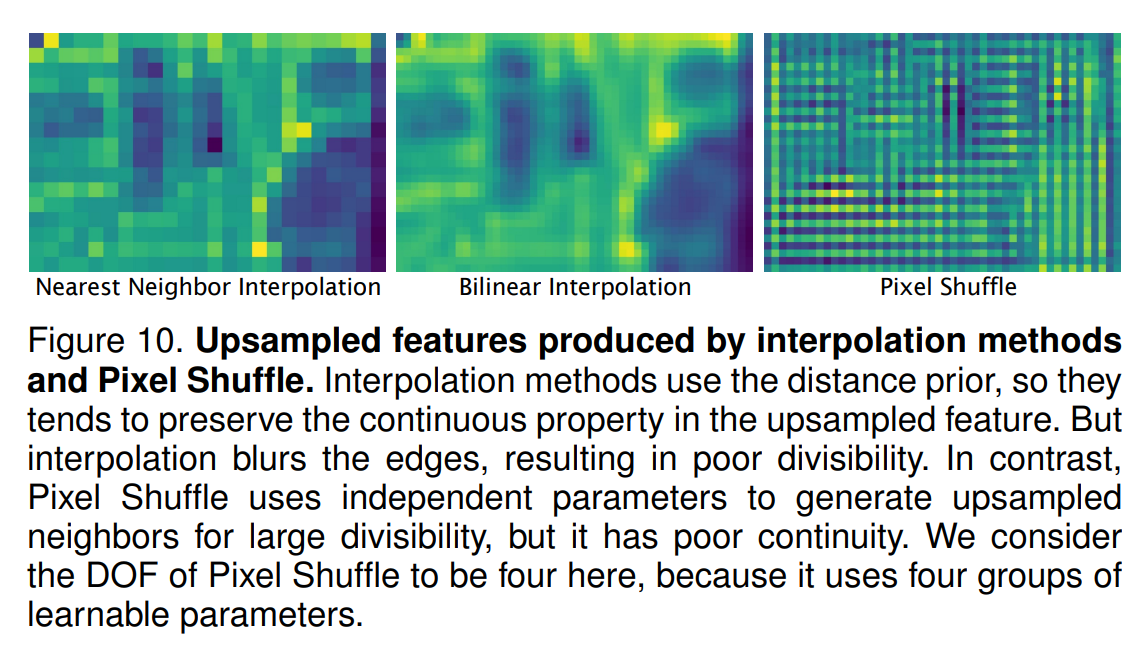 Nearest Neighbor Interpolation
Bilinear Interpolation
Pixel Shuffle
Figure 10. Upsampled features produced by interpolation methods
and Pixel Shuffle. Interpolation methods use the distance prior, so they
tends to preserve the continuous property in the upsampled feature. But
interpolation blurs the edges, resulting in poor divisibility. In contrast,
Pixel Shuffle uses independent parameters to generate upsampled
neighbors for large divisibility, but it has poor continuity. We consider
the DOF of Pixel Shuffle to be four here, because it uses four groups of
learnable parameters.